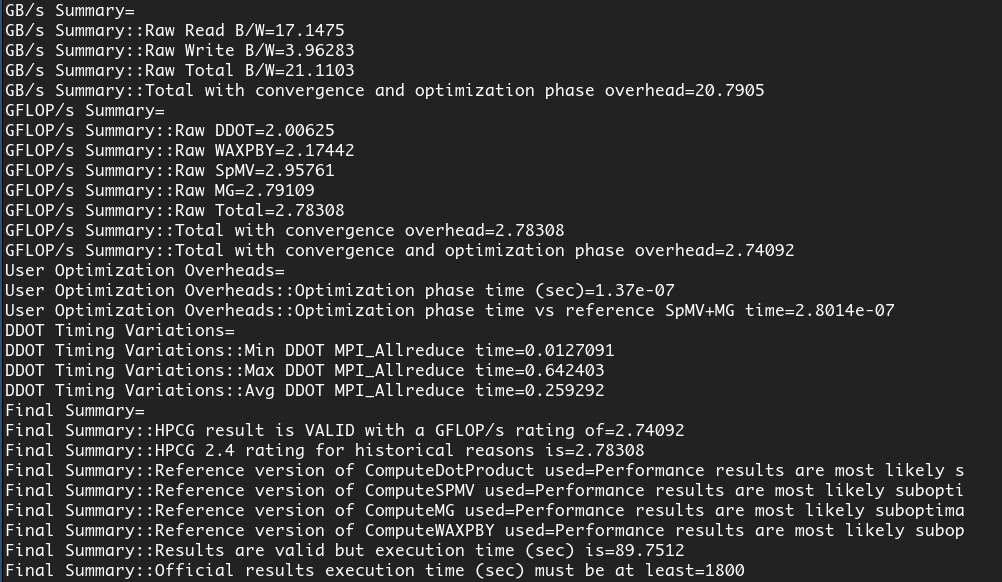 GB/s Summary=
GB/s Summary::Raw Read B/W=17.1475
GB/s Summary::Raw Write B/W=3.96283
GB/s Summary::Raw Total B/W=21.1103
GB/s Summary::Total with convergence and optimization phase overhead=20.7905
GFLOP/s Summary=
GFLOP/s Summary::Raw DDOT=2.00625
GFLOP/s Summary::Raw WAXPBY=2.17442
GFLOP/s Summary::Raw SpMV=2.95761
GFLOP/s Summary::Raw MG=2.79109
GFLOP/s Summary::Raw Total=2.78308
GFLOP/s Summary::Total with convergence overhead=2.78308
GFLOP/s Summary::Total with convergence and optimization phase overhead=2.74092
User Optimization Overheads=
User Optimization Overheads::Optimization phase time (sec)=1.37e-07
User Optimization Overheads::Optimization phase time vs reference SpMV+MG time=2.8014e-07
DDOT Timing Variations=
DDOT Timing Variations::Min DDOT MPI_Allreduce time=0.0127091
DDOT Timing Variations::Max DDOT MPI_Allreduce time=0.642403
DDOT Timing Variations::Avg DDOT MPI_Allreduce time=0.259292
Final Summary=
Final Summary::HPCG result is VALID with a GFLOP/s rating of=2.74092
Final Summary::HPCG 2.4 rating for historical reasons is=2.78308
Final Summary::Reference version of ComputeDotProduct used=Performance results are most likely s
Final Summary::Reference version of ComputeSPMV used=Performance results are most likely subopti
Final Summary::Reference version of ComputeMG used=Performance results are most likely suboptima
Final Summary::Reference version of ComputeWAXPBY used=Performance results are most likely subop
Final Summary::Results are valid but execution time (sec) is=89.7512
Final Summary::Official results execution time (sec) must be at least=1800